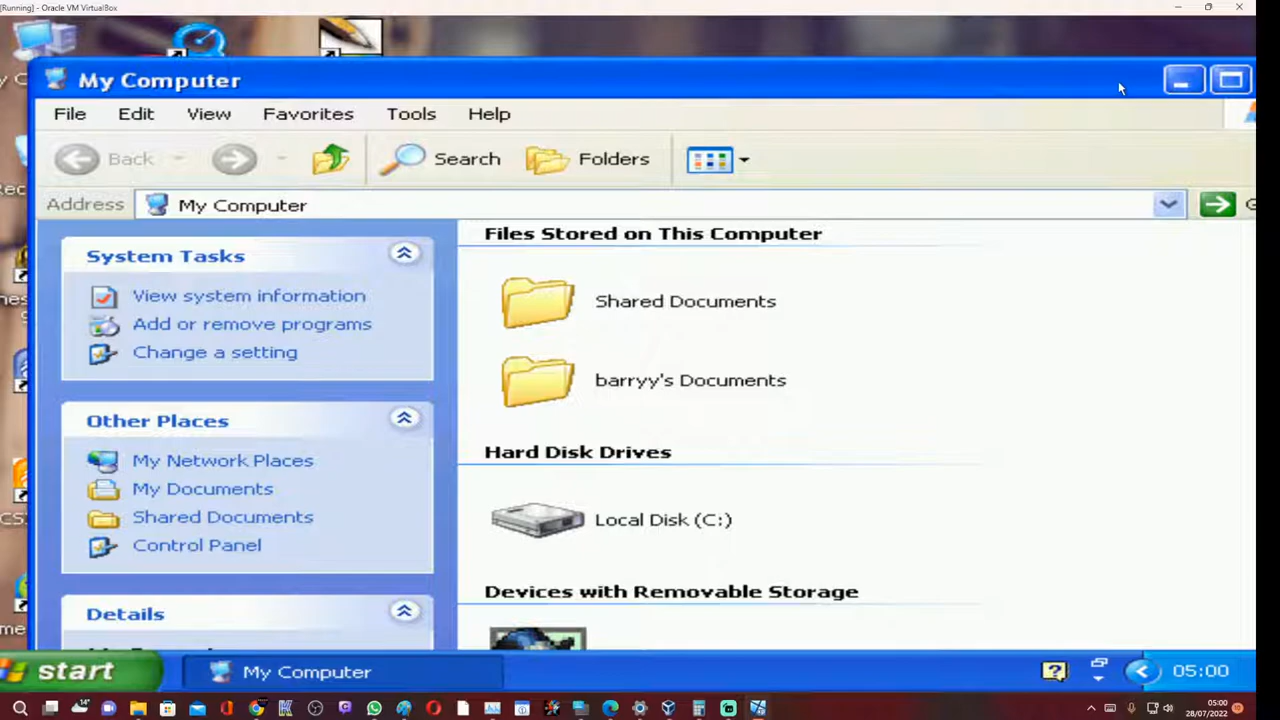 [Running] - Oracle VM VirtualBox
My Computer
File Edit View Favorites Tools Help
Back Search Folders
Address My Computer
System Tasks
View system information
Add or remove programs
Change a setting
Other Places
My Network Places
My Documents
Shared Documents
Control Panel
Details
Files Stored on This Computer
Shared Documents
barryy's Documents
Hard Disk Drives
Local Disk (C:)
Devices with Removable Storage
start My Computer 05:00
14° 05:00
28/07/2022